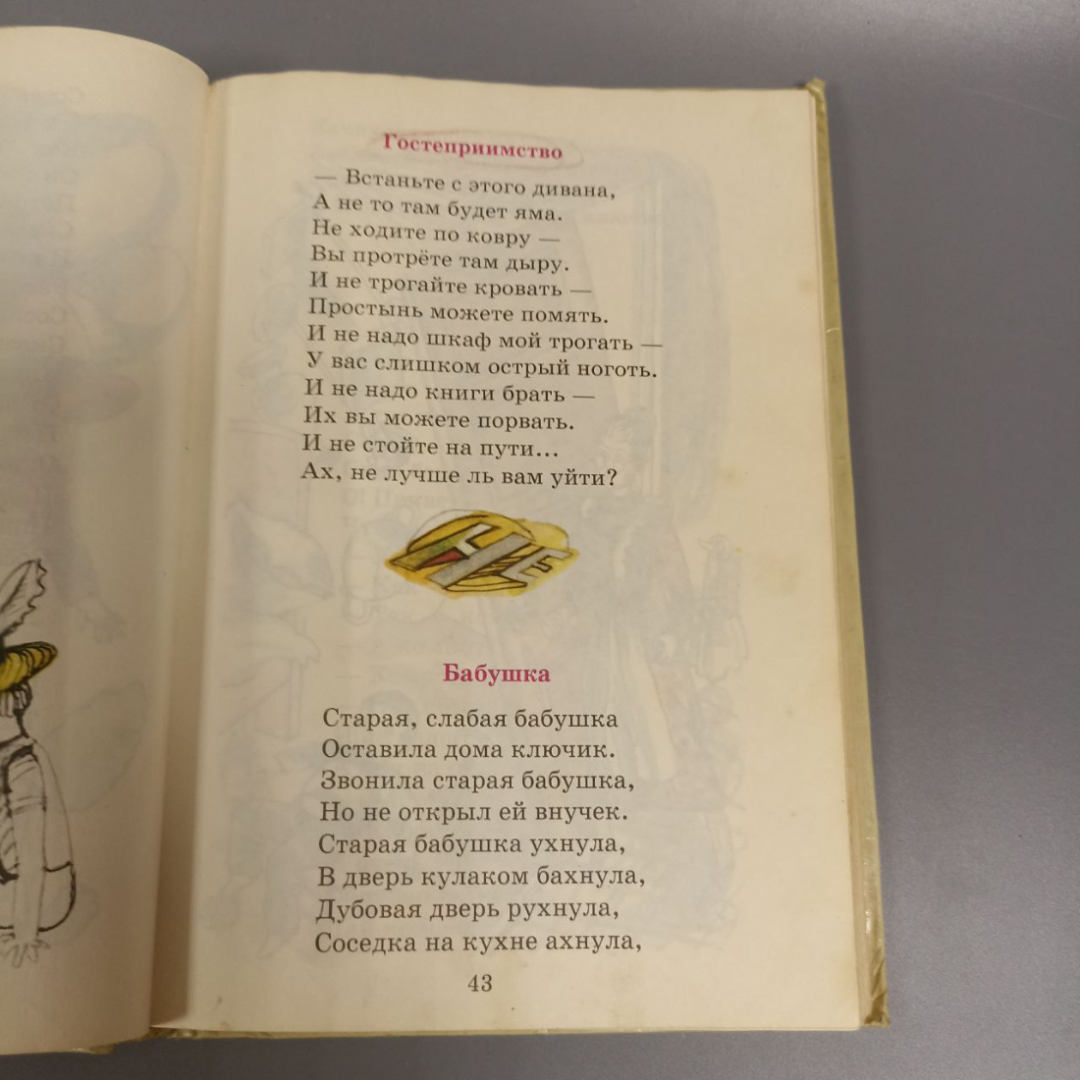 Гостеприимство
— Встаньте с этого дивана,
А не то там будет яма.
Не ходите по ковру —
Вы протрёте там дыру.
И не трогайте кровать —
Простынь можете помять.
И не надо шкаф мой трогать —
У вас слишком острый ноготь.
И не надо книги брать —
Их вы можете порвать.
И не стойте на пути...
Ах, не лучше ль вам уйти?
НЕ
Бабушка
Старая, слабая бабушка
Оставила дома ключик.
Звонила старая бабушка,
Но не открыл ей внучек.
Старая бабушка ухнула,
В дверь кулаком бахнула,
Дубовая дверь рухнула,
Соседка на кухне ахнула,
43